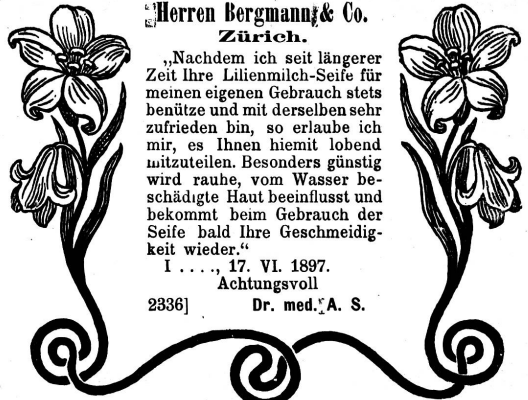 Herren Bergmann & Co.
Zürich.
„Nachdem ich seit längerer
Zeit Ihre Lilienmilch-Seife für
meinen eigenen Gebrauch stets
benütze und mit derselben sehr
zufrieden bin, so erlaube ich
mir, es Ihnen hiemit lobend
mitzuteilen. Besonders günstig
wird rauhe, vom Wasser be-
schädigte Haut beeinflusst und
bekommt beim Gebrauch der
Seife bald Ihre Geschmeidig-
keit wieder.“
I . . . ., 17. VI. 1897.
Achtungsvoll
2336] Dr. med. A. S.